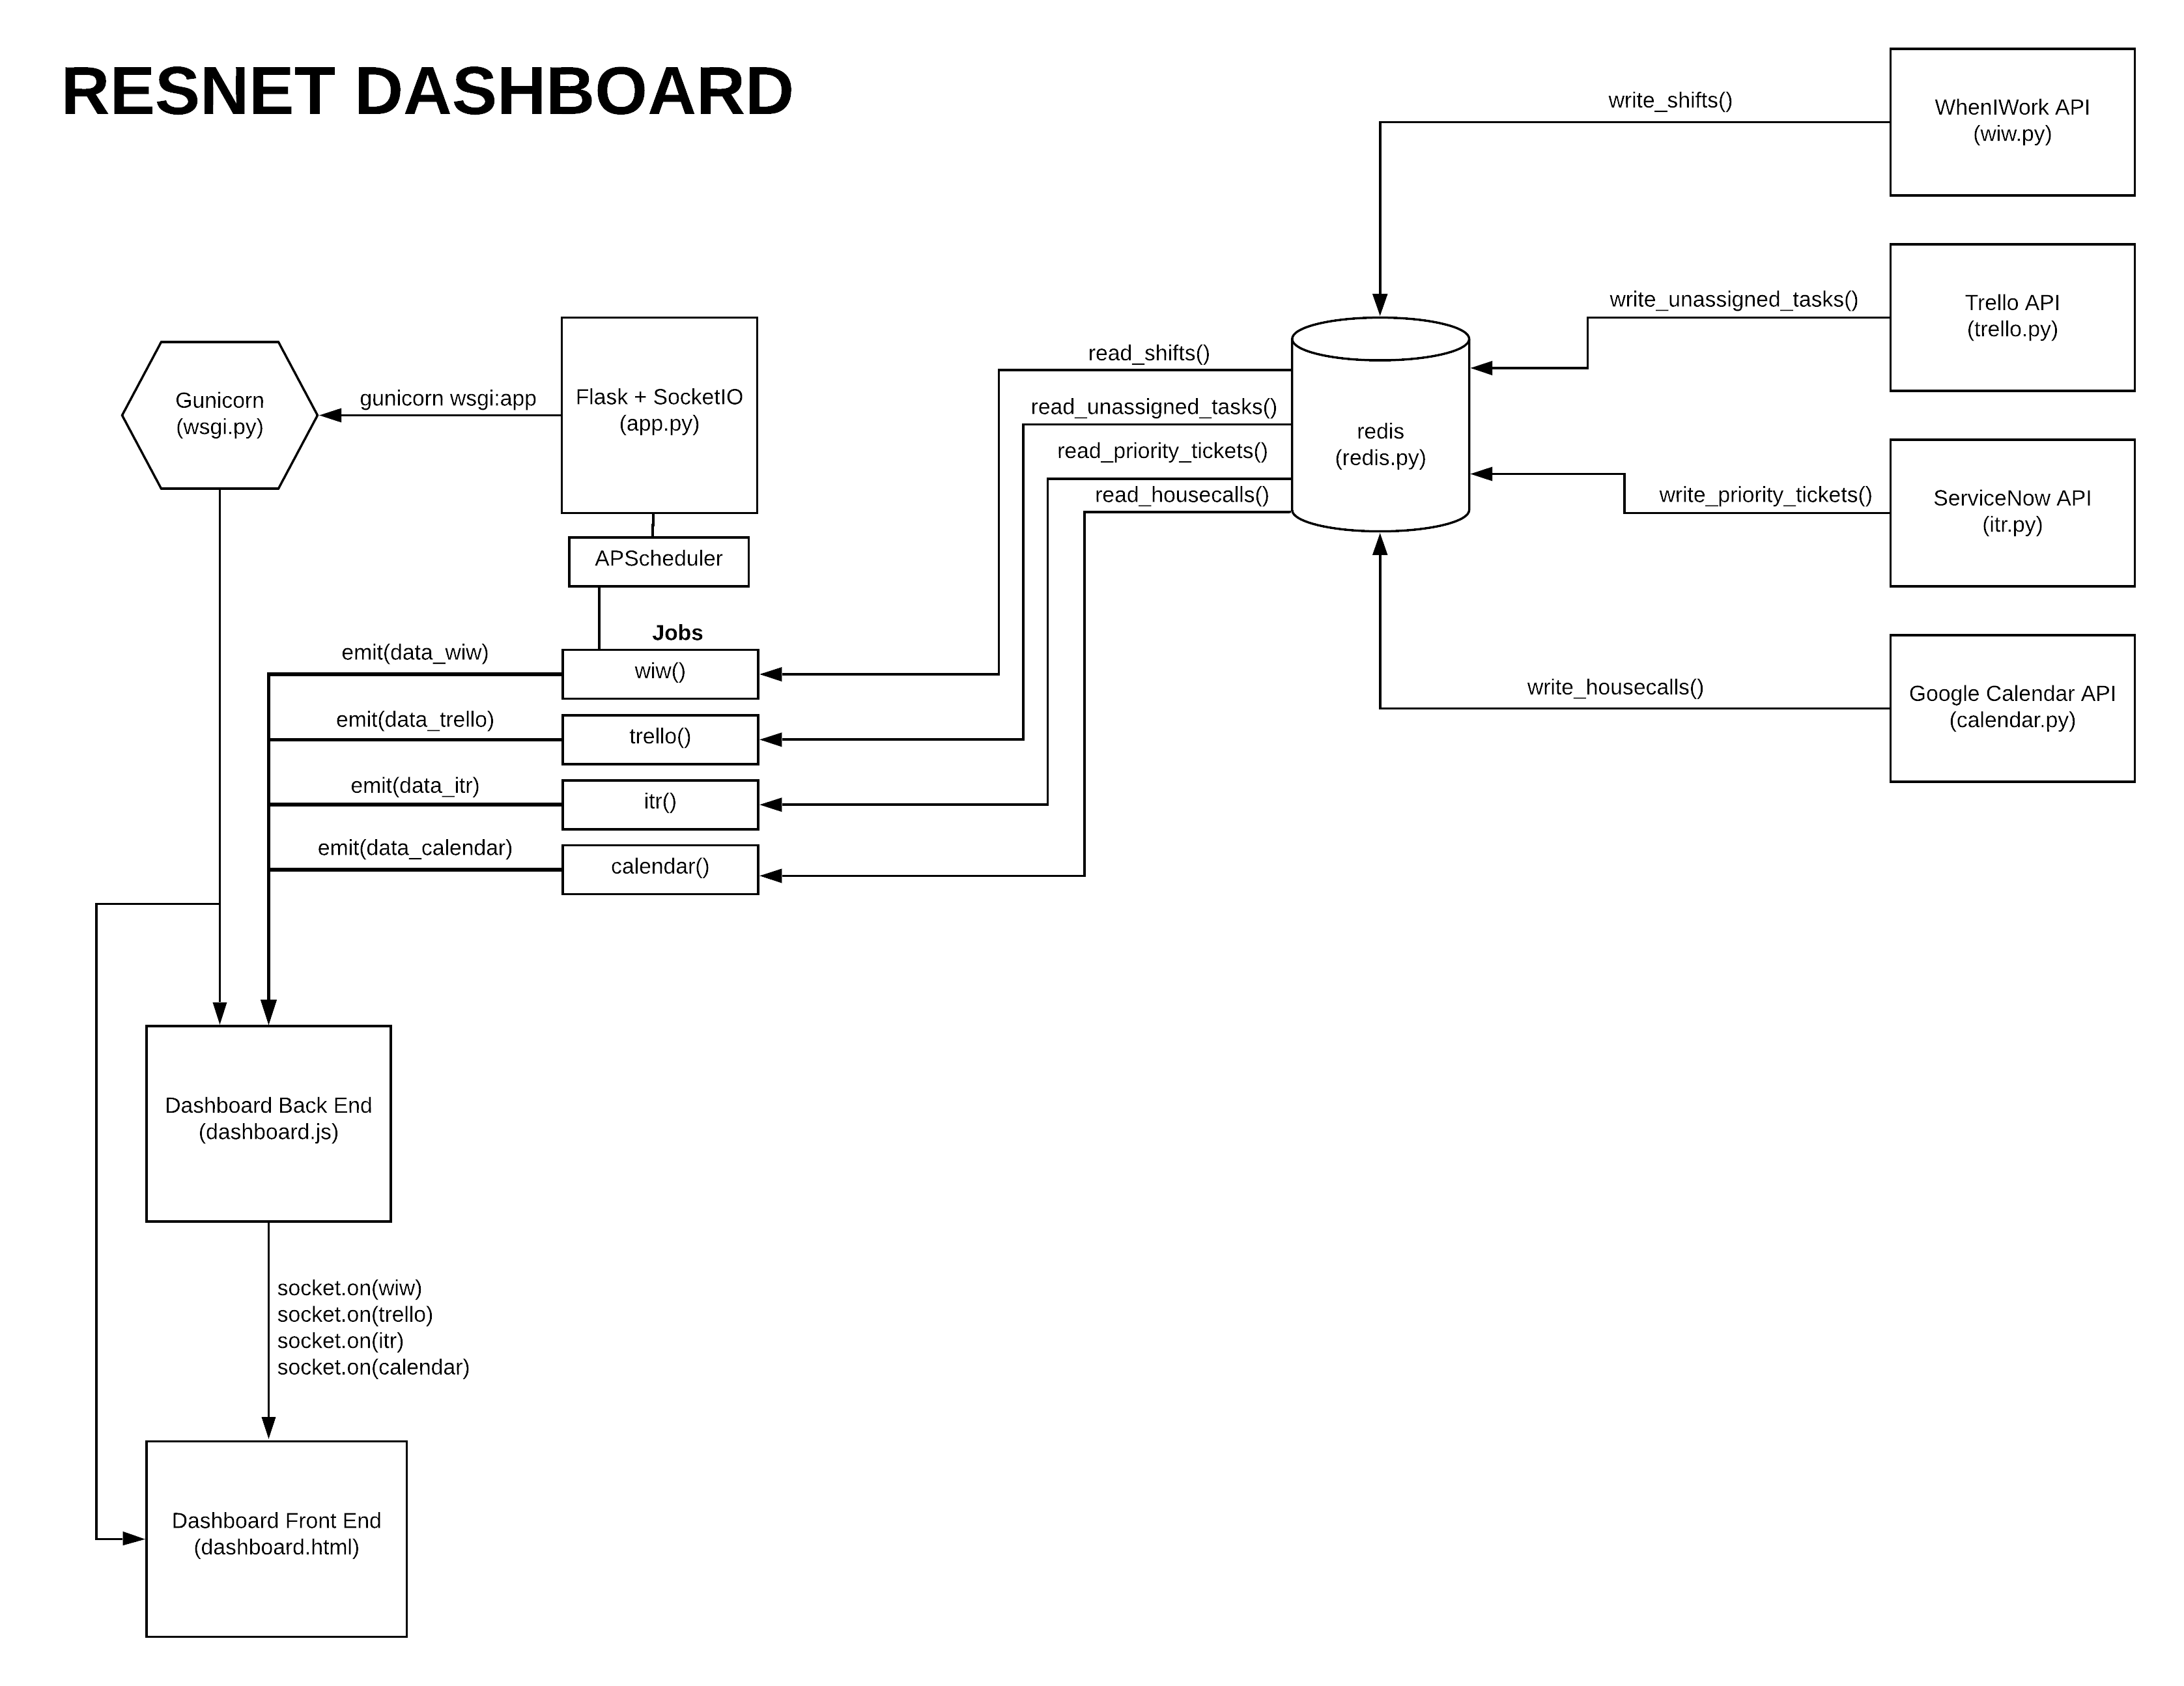 RESNET DASHBOARD
write_shifts()
WhenIWork API
(wiw.py)
write_unassigned_tasks()
Trello API
(trello.py)
read_shifts()
Gunicorn
(wsgi.py)
gunicorn wsgi:app
Flask + SocketIO
(app.py)
read_unassigned_tasks()
read_priority_tickets()
read_housecalls()
redis
(redis.py)
write_priority_tickets()
ServiceNow API
(itr.py)
APScheduler
Jobs
emit(data_wiw)
wiw()
write_housecalls()
Google Calendar API
(calendar.py)
emit(data_trello)
trello()
emit(data_itr)
itr()
emit(data_calendar)
calendar()
Dashboard Back End
(dashboard.js)
socket.on(wiw)
socket.on(trello)
socket.on(itr)
socket.on(calendar)
Dashboard Front End
(dashboard.html)